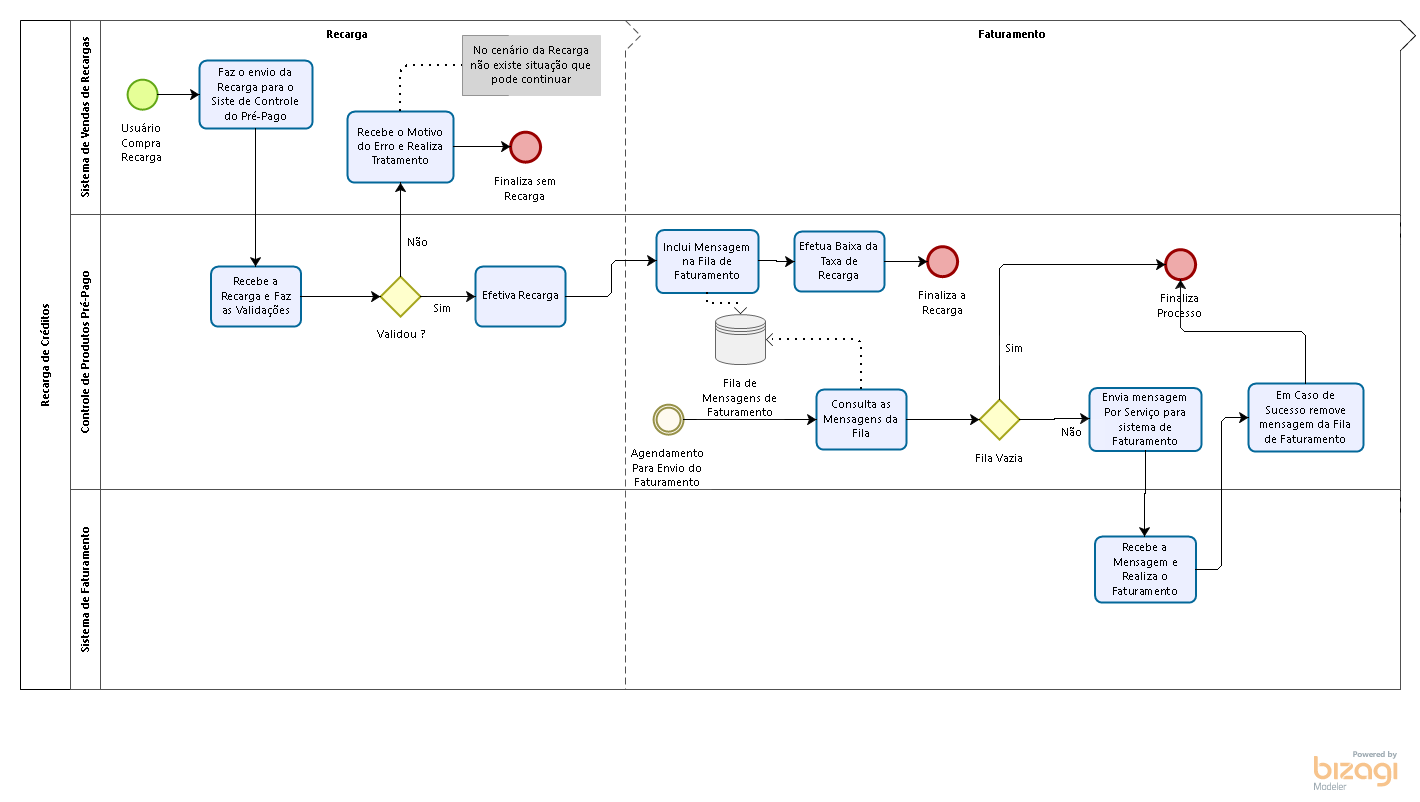 Recarga
Faturamento
Recarga de Créditos
Sistema de Vendas de Recargas
Controle de Produtos Pré-Pago
Sistema de Faturamento
Usuário
Compra
Recarga
Faz o envio da
Recarga para o
Siste de Controle
do Pré-Pago
No cenário da Recarga
não existe situação que
pode continuar
Recebe o Motivo
do Erro e Realiza
Tratamento
Finaliza sem
Recarga
Não
Recebe a
Recarga e Faz
as Validações
Validou ?
Sim
Efetiva Recarga
Inclui Mensagem
na Fila de
Faturamento
Efetua Baixa da
Taxa de
Recarga
Finaliza a
Recarga
Finaliza
Processo
Fila de
Mensagens de
Faturamento
Sim
Agendamento
Para Envio do
Faturamento
Consulta as
Mensagens da
Fila
Fila Vazia
Não
Envia mensagem
Por Serviço para
sistema de
Faturamento
Em Caso de
Sucesso remove
mensagem da Fila
de Faturamento
Recebe a
Mensagem e
Realiza o
Faturamento
Powered by
bizagi
Modeler